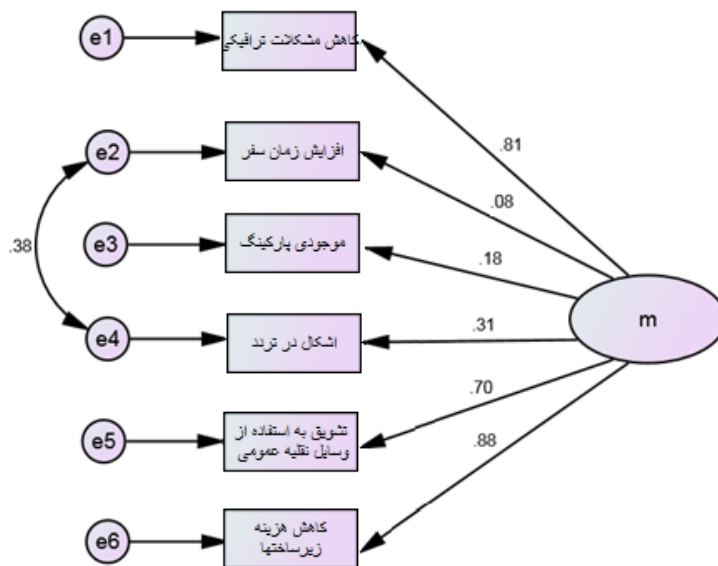 e1
کاهش مشکلات ترافیکی
.81
e2
افزایش زمان سفر
.08
.38
e3
موجودی پارکینگ
.18
m
e4
اشکال در تردد
.31
e5
تشویق به استفاده از
وسایل نقلیه عمومی
.70
.88
e6
کاهش هزینه
زیرساختها